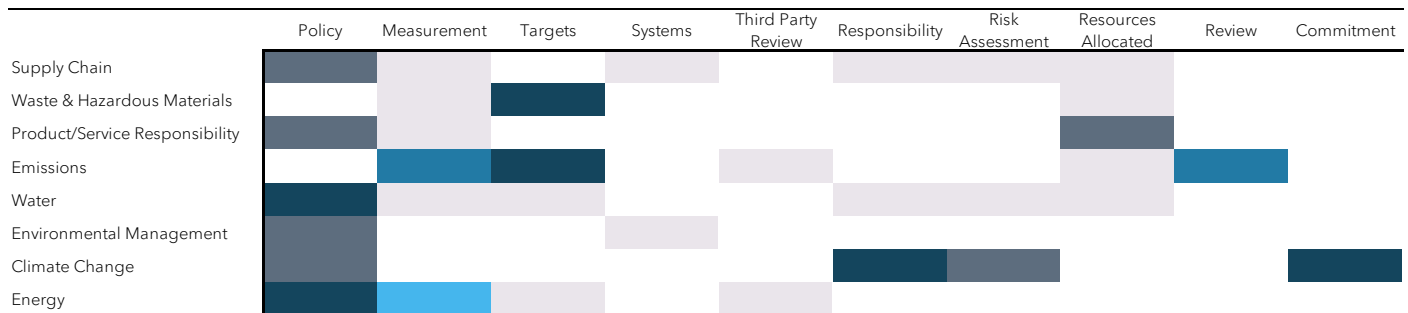 Policy Measurement Targets Systems Third Party Review Responsibility Risk Assessment Resources Allocated Review Commitment
Supply Chain
Waste & Hazardous Materials
Product/Service Responsibility
Emissions
Water
Environmental Management
Climate Change
Energy